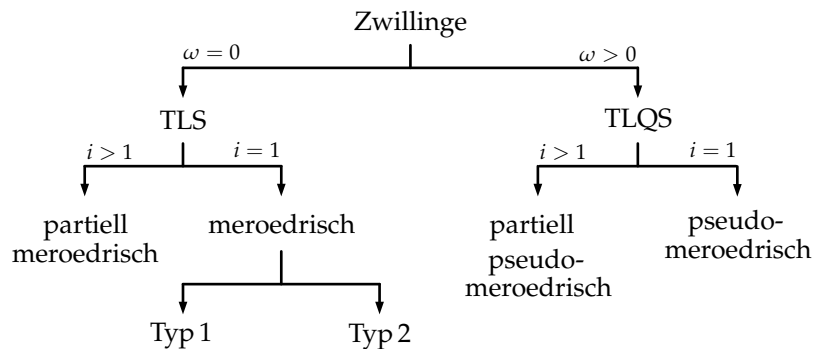 Zwillinge
ω = 0
ω > 0
TLS
TLQS
i > 1
i = 1
i > 1
i = 1
partiell
meroedrisch
meroedrisch
partiell
pseudo-
meroedrisch
pseudo-
meroedrisch
Typ 1
Typ 2